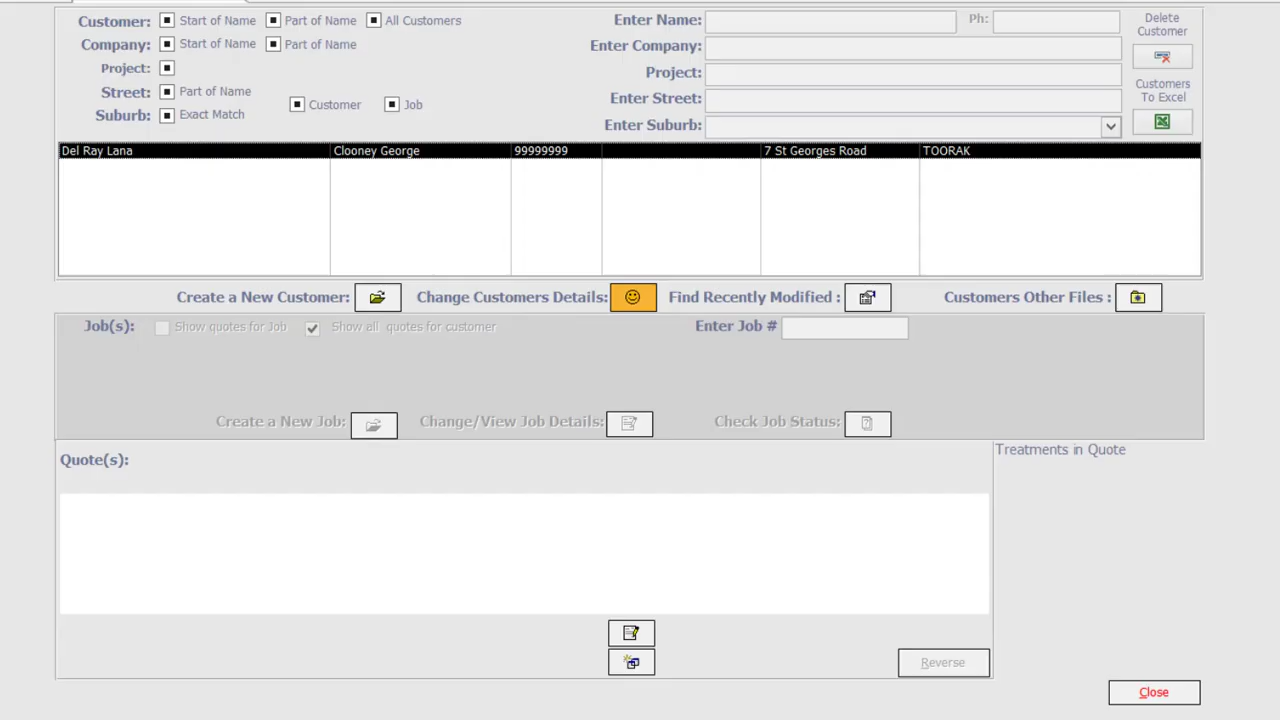 Customer: Start of Name Part of Name All Customers Enter Name: Ph: Delete Customer
Company: Start of Name Part of Name Enter Company:
Project: Project: Customers To Excel
Street: Part of Name Customer Job Enter Street:
Suburb: Exact Match Enter Suburb:
Del Ray Lana Clooney George 99999999 7 St Georges Road TOORAK
Create a New Customer: Change Customers Details: Find Recently Modified : Customers Other Files :
Job(s): Show quotes for Job Show all quotes for customer Enter Job #
Create a New Job: Change/View Job Details: Check Job Status:
Quote(s): Treatments in Quote
Reverse
Close